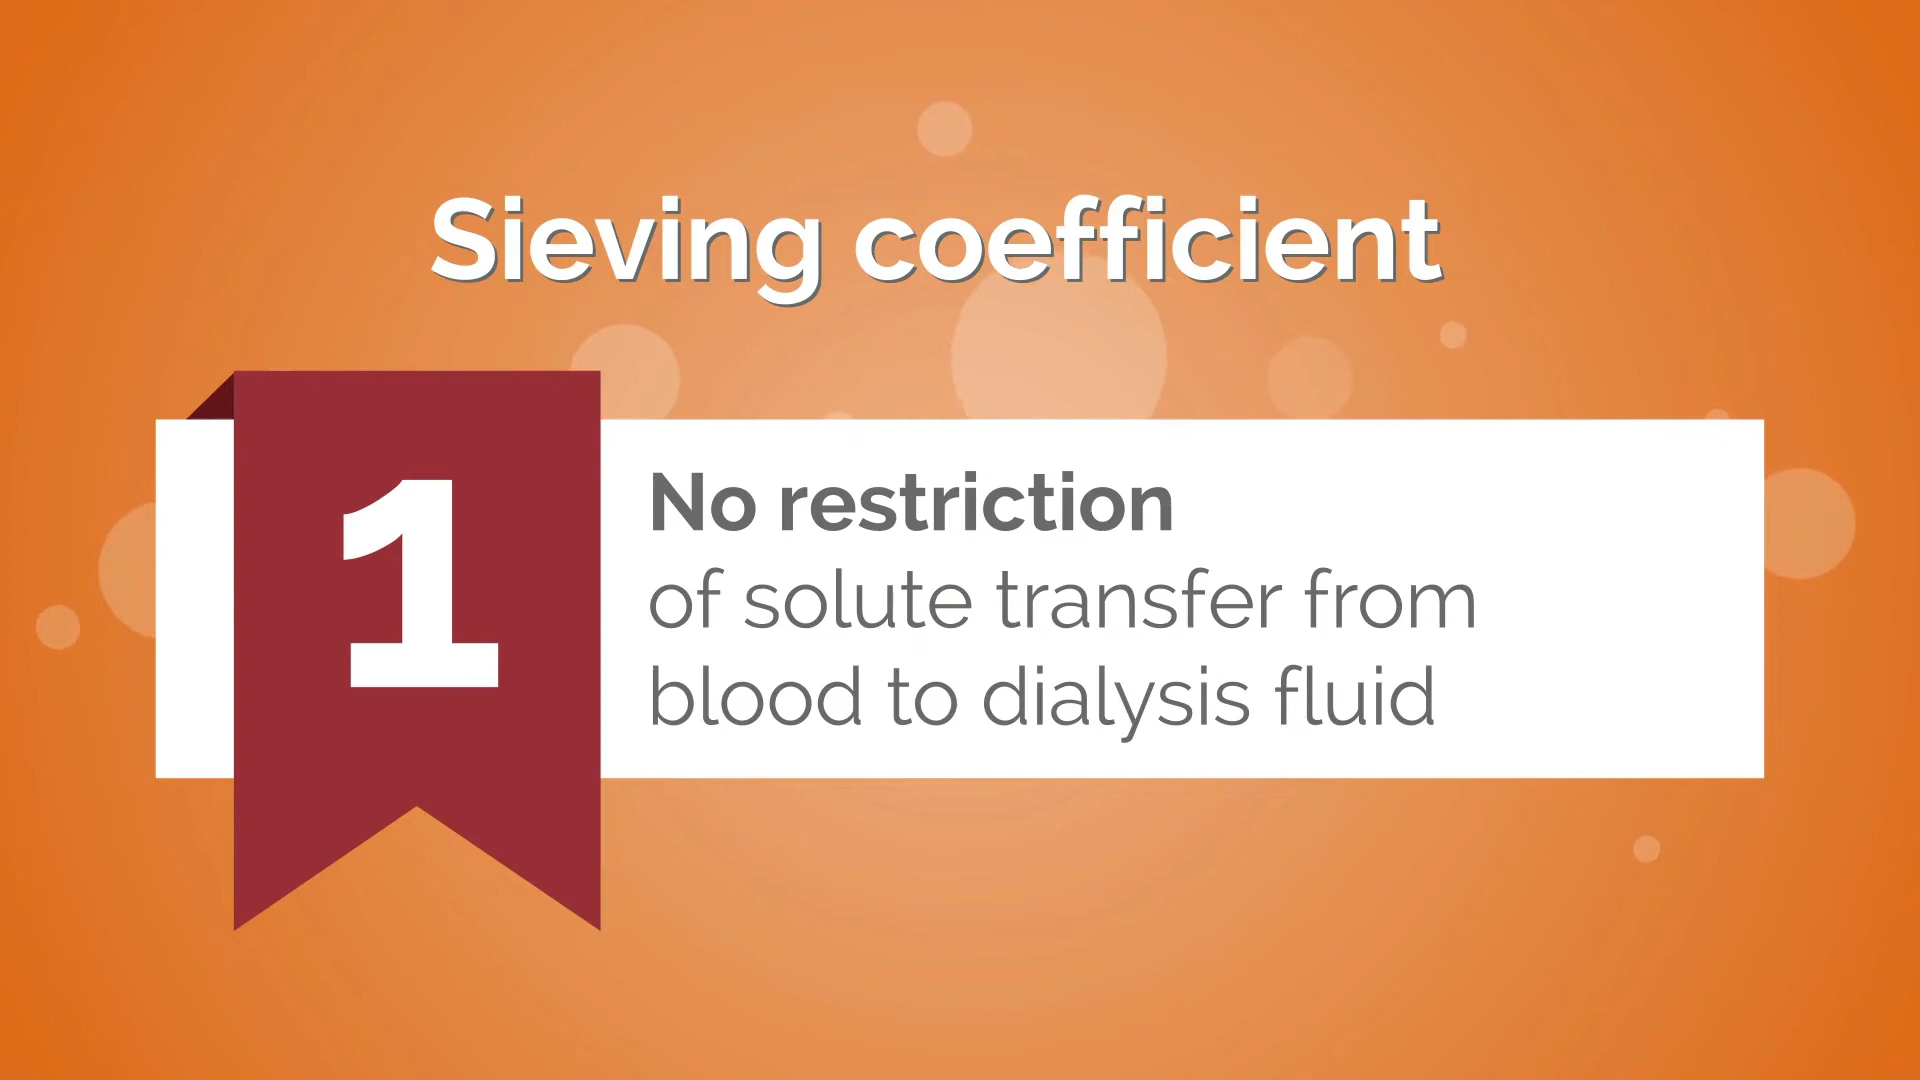 Sieving coefficient
1
No restriction
of solute transfer from
blood to dialysis fluid